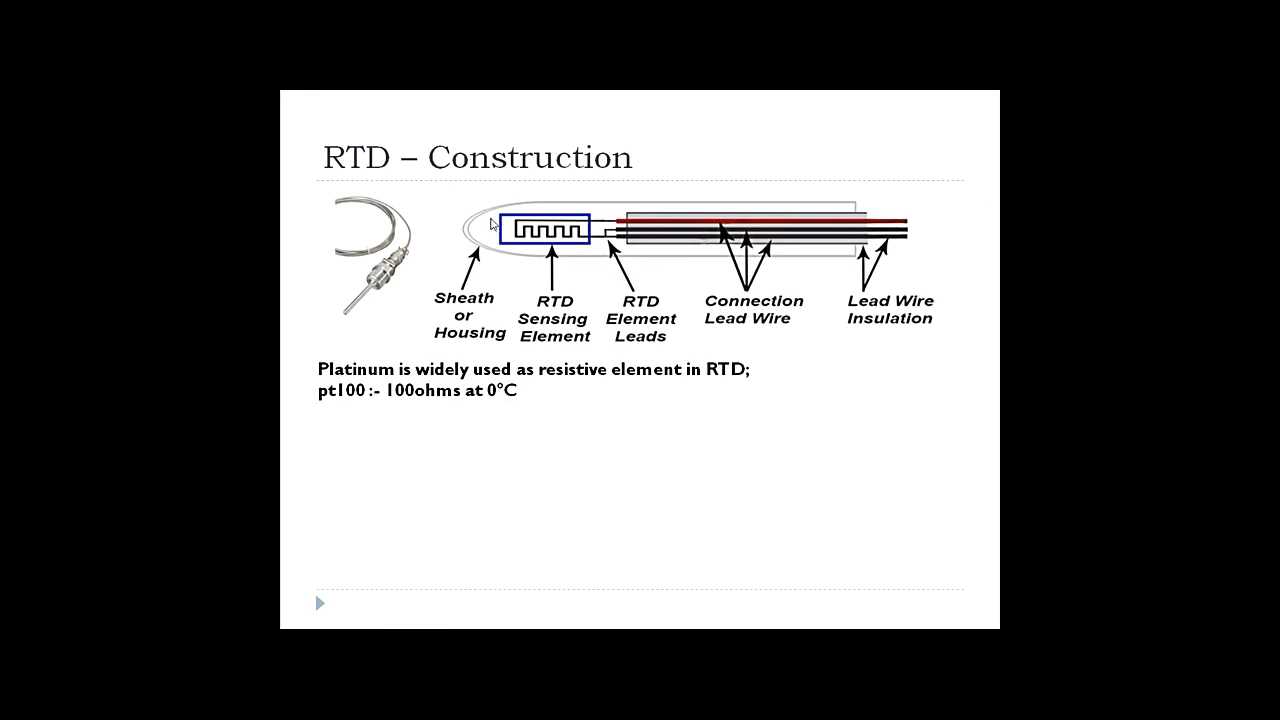 RTD – Construction
Sheath
or
Housing
RTD
Sensing
Element
RTD
Element
Leads
Connection
Lead Wire
Lead Wire
Insulation
Platinum is widely used as resistive element in RTD;
pt100 :- 100ohms at 0°C